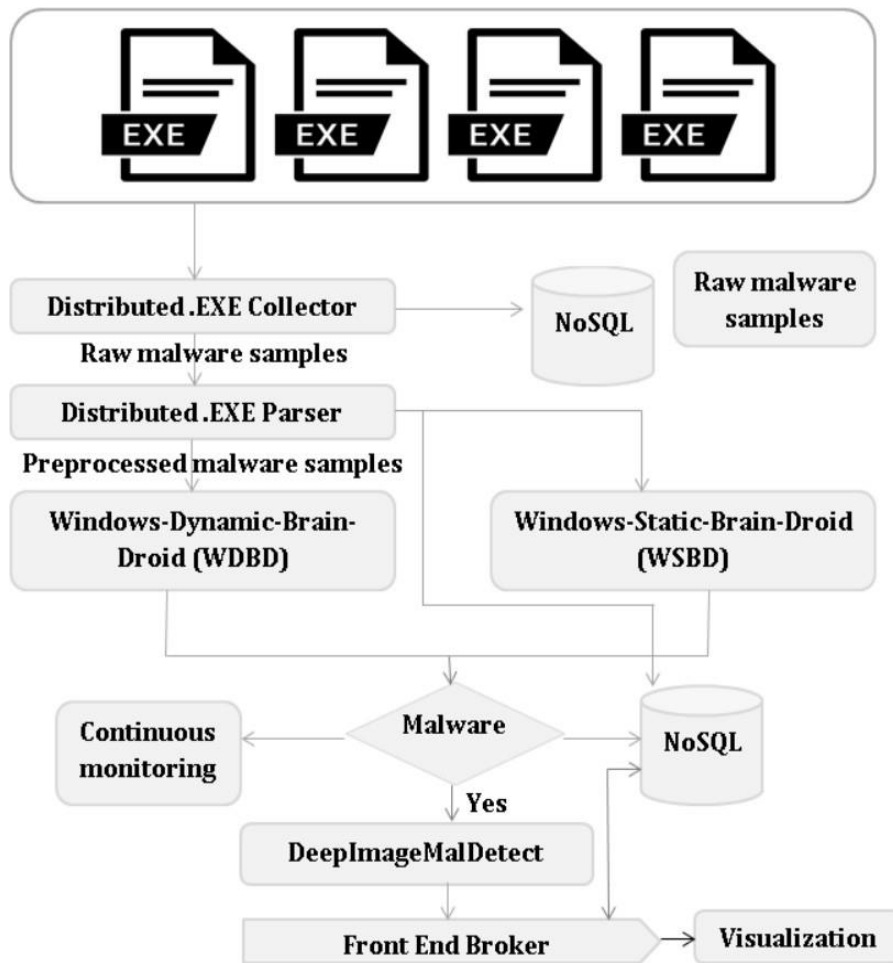 EXE EXE EXE EXE
Distributed .EXE Collector
NoSQL
Raw malware
samples
Raw malware samples
Distributed .EXE Parser
Preprocessed malware samples
Windows-Dynamic-Brain-
Droid (WDBD)
Windows-Static-Brain-Droid
(WSBD)
Continuous
monitoring
Malware
NoSQL
Yes
DeepImageMalDetect
Front End Broker
Visualization